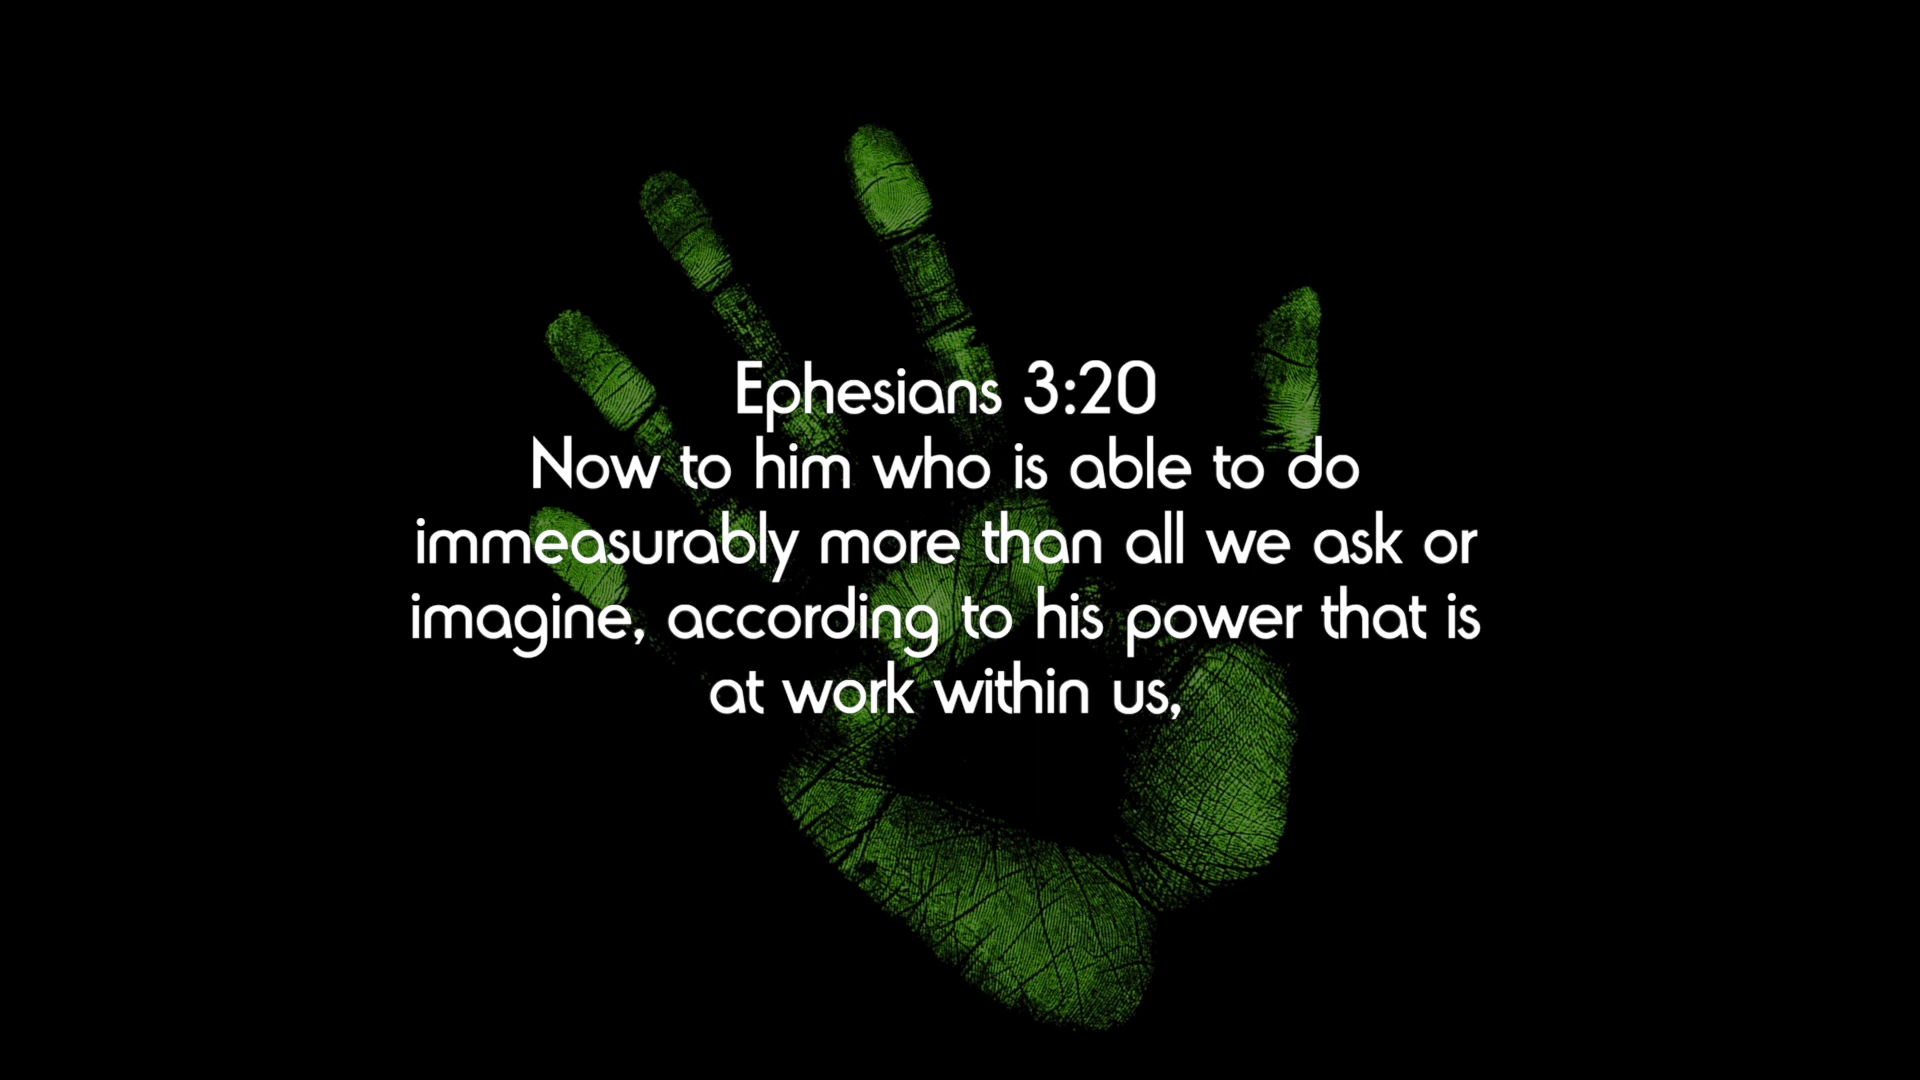 Ephesians 3:20
Now to him who is able to do
immeasurably more than all we ask or
imagine, according to his power that is
at work within us,